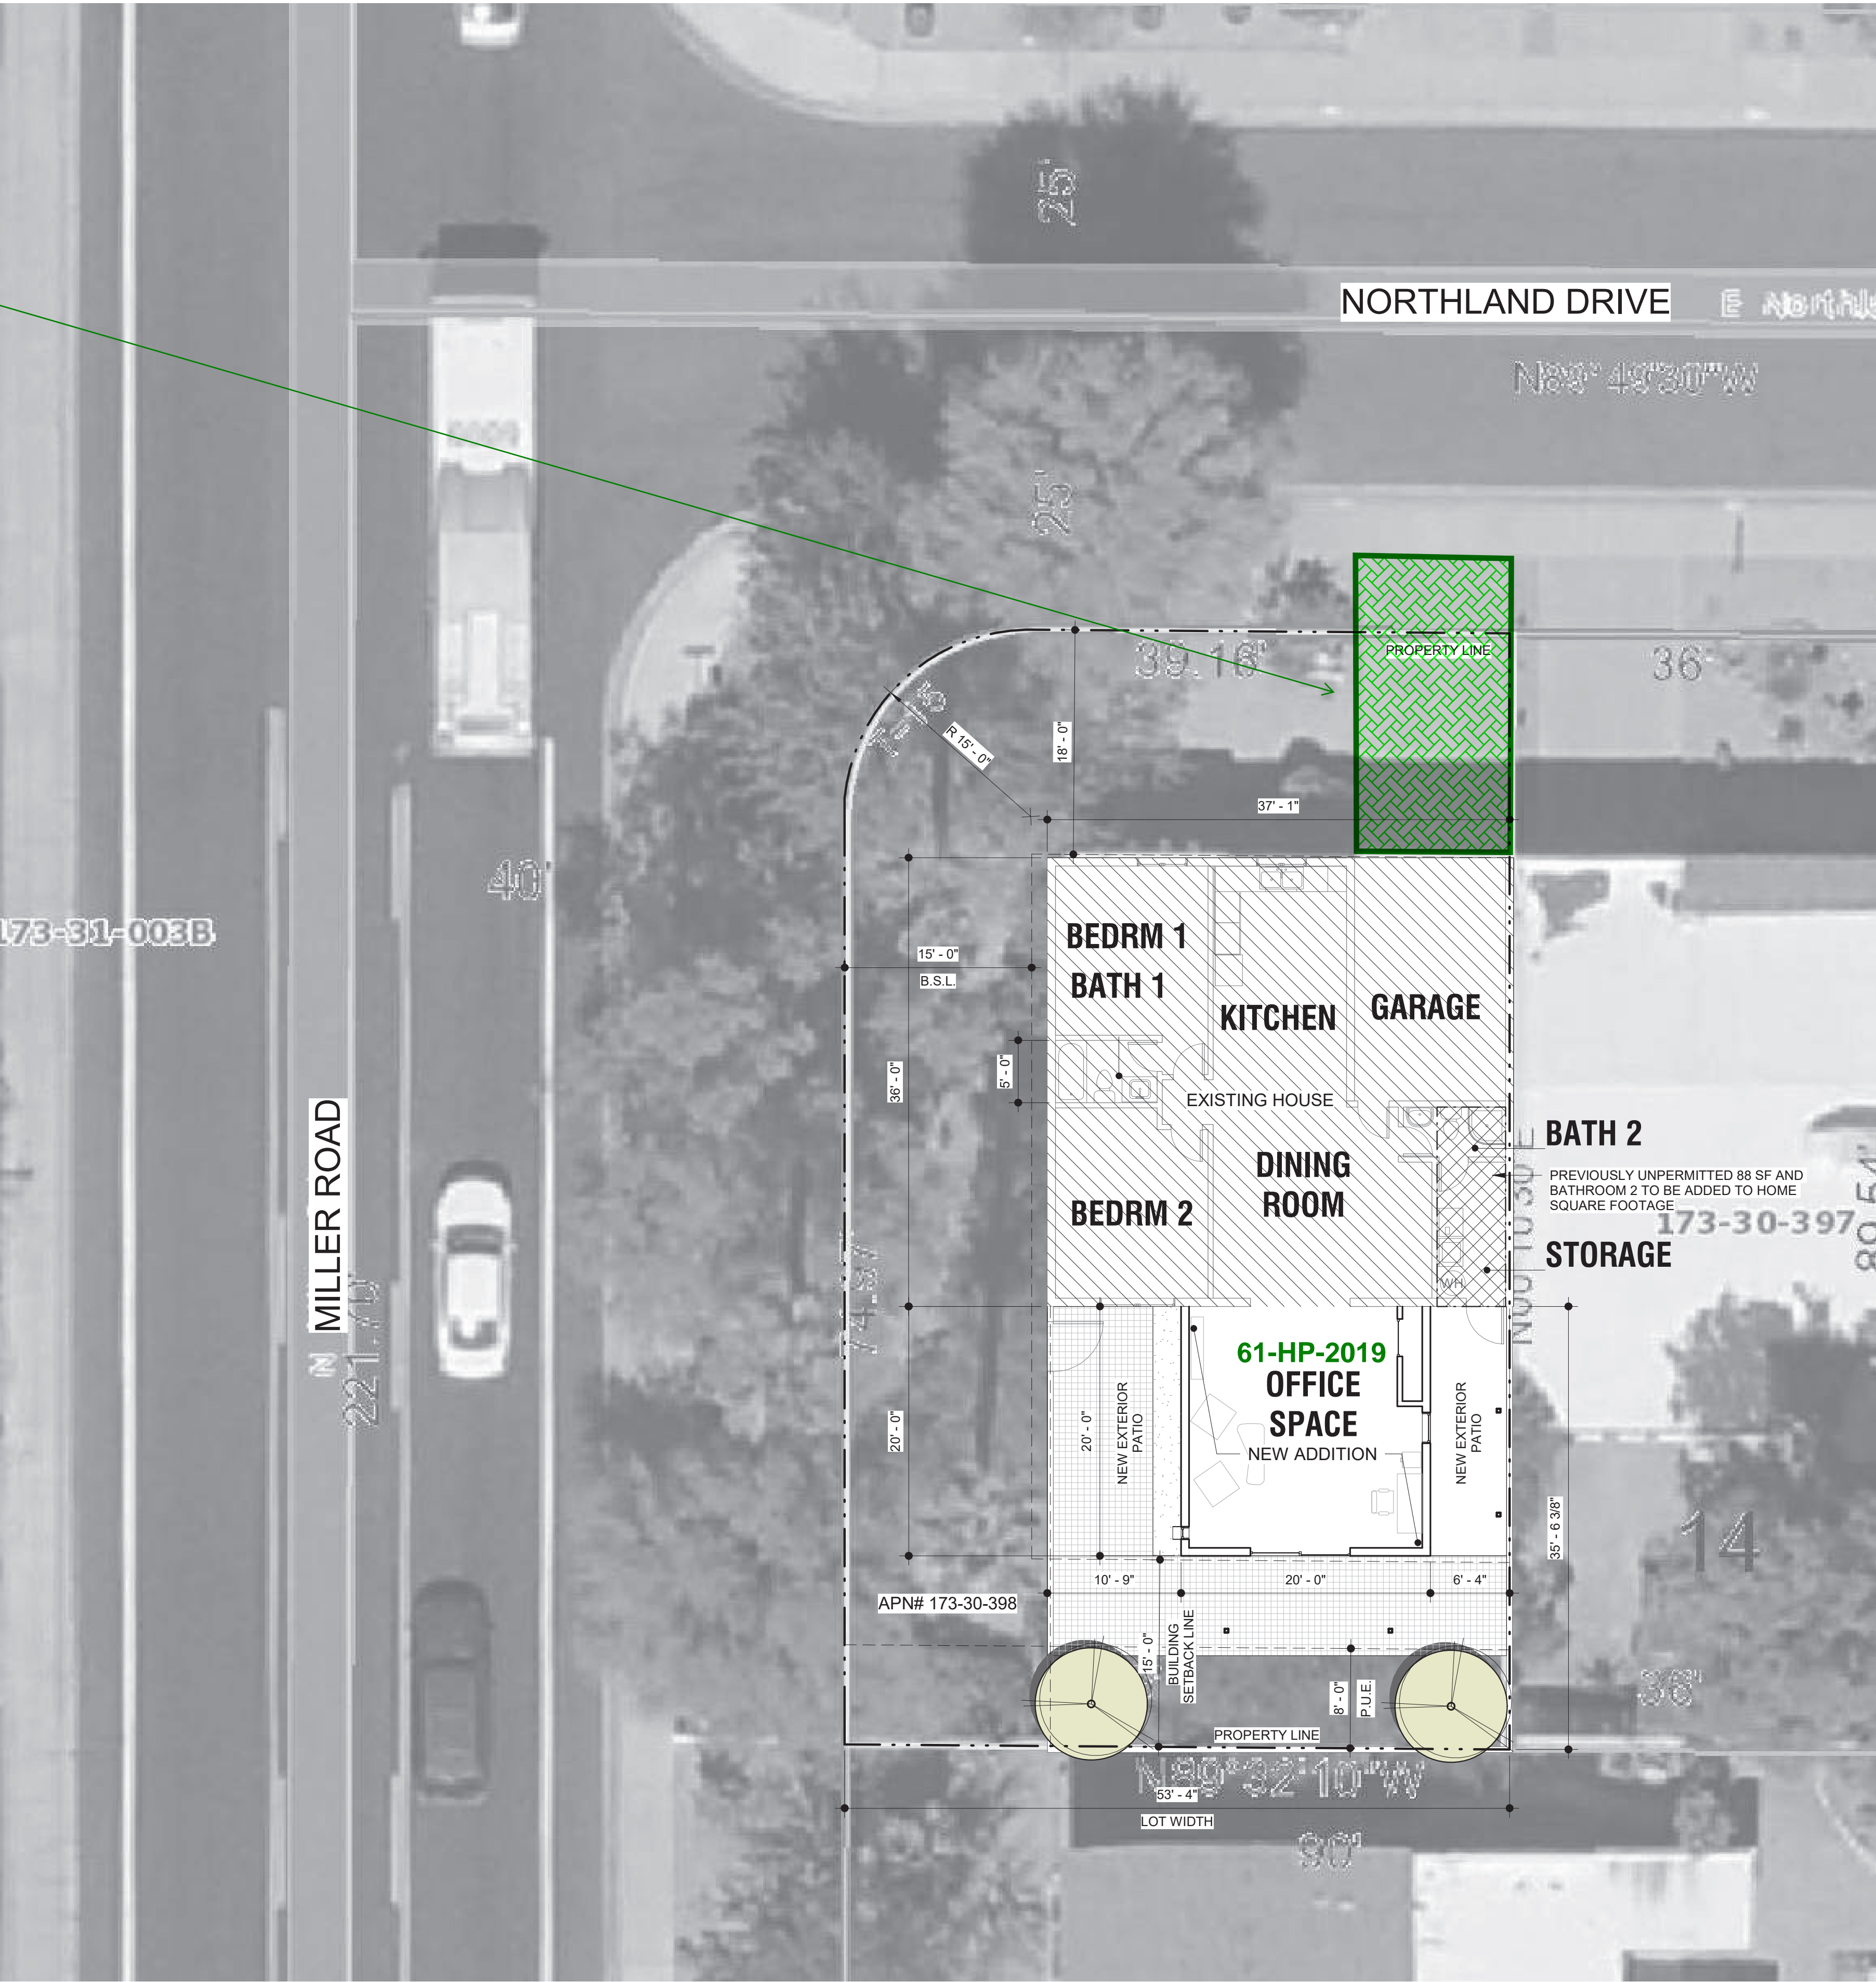 25'
NORTHLAND DRIVE
E Northl
N89°49'30"W
25'
PROPERTY LINE
39.16'
36'
R 15' - 0"
18' - 0"
37' - 1"
40'
173-31-003B
BEDRM 1
15' - 0"
B.S.L.
BATH 1
KITCHEN
GARAGE
36' - 0"
5' - 0"
EXISTING HOUSE
MILLER ROAD
N
221.70'
BATH 2
DINING
ROOM
PREVIOUSLY UNPERMITTED 88 SF AND
BATHROOM 2 TO BE ADDED TO HOME
SQUARE FOOTAGE
BEDRM 2
173-30-397
STORAGE
WH
74.97'
61-HP-2019
OFFICE
SPACE
NEW ADDITION
20' - 0"
20' - 0"
NEW EXTERIOR
PATIO
NEW EXTERIOR
PATIO
35' - 6 3/8"
14
10' - 9"
20' - 0"
6' - 4"
APN# 173-30-398
15' - 0"
BUILDING
SETBACK LINE
8' - 0"
P.U.E.
36'
PROPERTY LINE
N89°32'10"W
53' - 4"
LOT WIDTH
90'